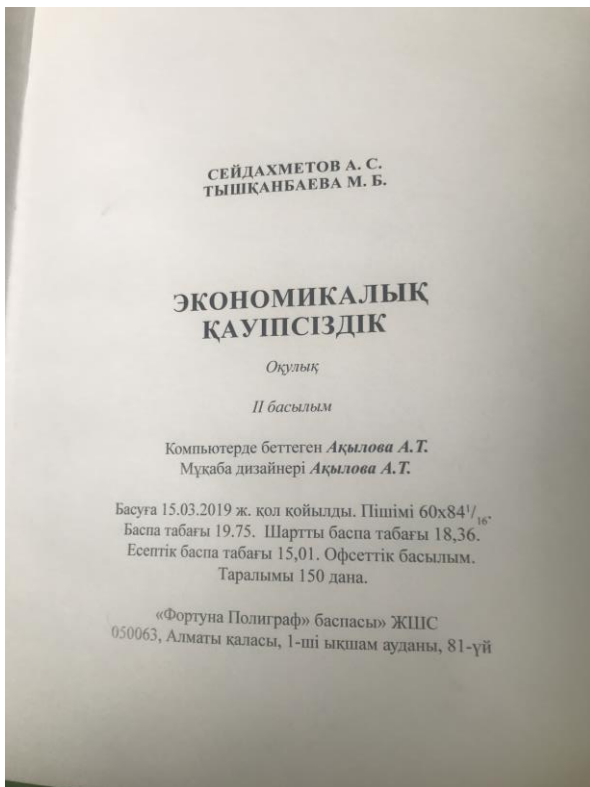 СЕЙДАХМЕТОВ А. С.
ТЫШҚАНБАЕВА М. Б.
ЭКОНОМИКАЛЫҚ
ҚАУІПСІЗДІК
Оқулық
II басылым
Компьютерде беттеген Ақылова А.Т.
Мұқаба дизайнері Ақылова А.Т.
Басуға 15.03.2019 ж. қол қойылды. Пішімі 60х84¹/₁₆.
Баспа табағы 19.75. Шартты баспа табағы 18,36.
Есептік баспа табағы 15,01. Офсеттік басылым.
Таралымы 150 дана.
«Фортуна Полиграф» баспасы» ЖШС
050063, Алматы қаласы, 1-ші ықшам ауданы, 81-үй